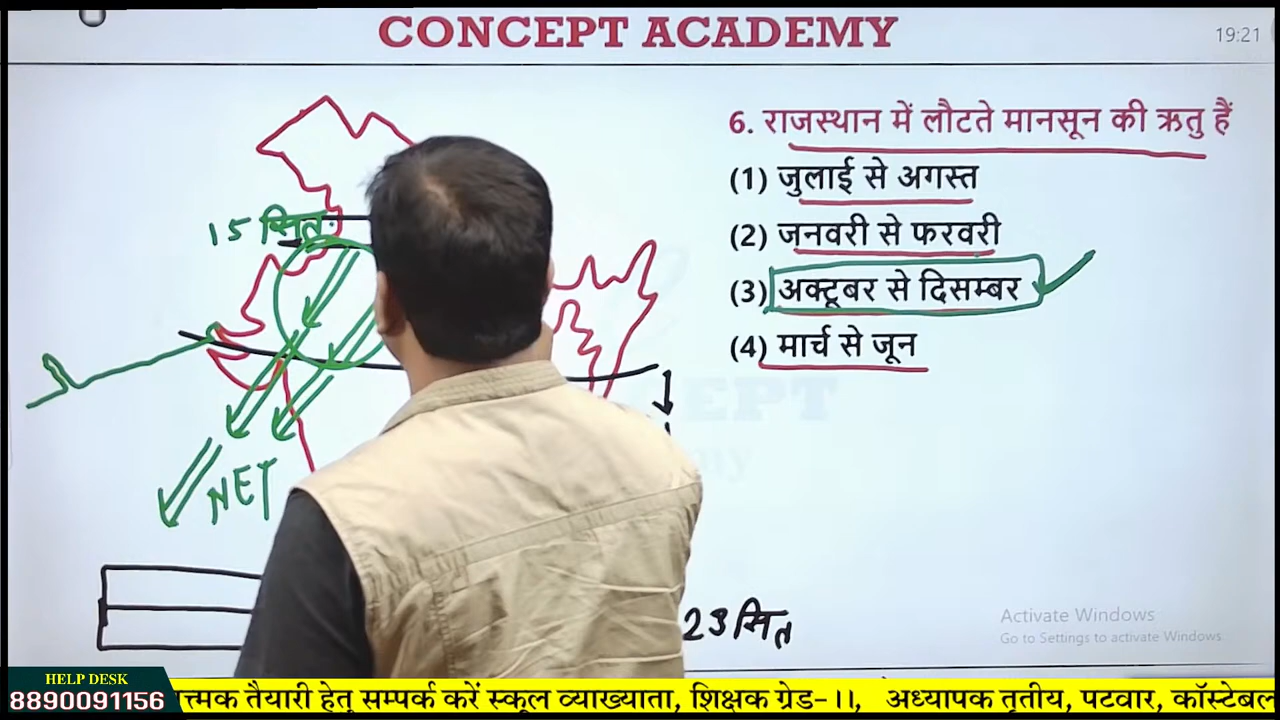 CONCEPT ACADEMY
19:21
6. राजस्थान में लौटते मानसून की ऋतु हैं
(1) जुलाई से अगस्त
(2) जनवरी से फरवरी
(3) अक्टूबर से दिसम्बर
(4) मार्च से जून
15 सित.
NET
23 सित
Activate Windows
Go to Settings to activate Windows.
HELP DESK
8890091156
त्मक तैयारी हेतु सम्पर्क करें स्कूल व्याख्याता, शिक्षक ग्रेड-।।, अध्यापक तृतीय, पटवार, कॉस्टेबल